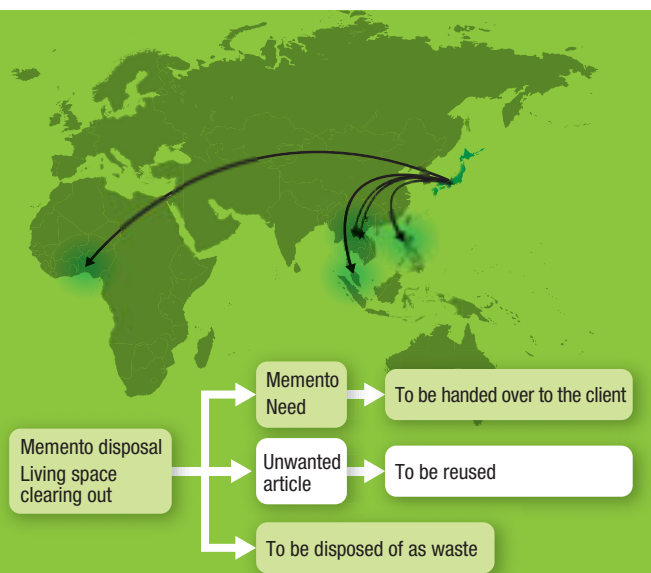 Memento
Need
To be handed over to the client
Memento disposal
Living space
clearing out
Unwanted
article
To be reused
To be disposed of as waste